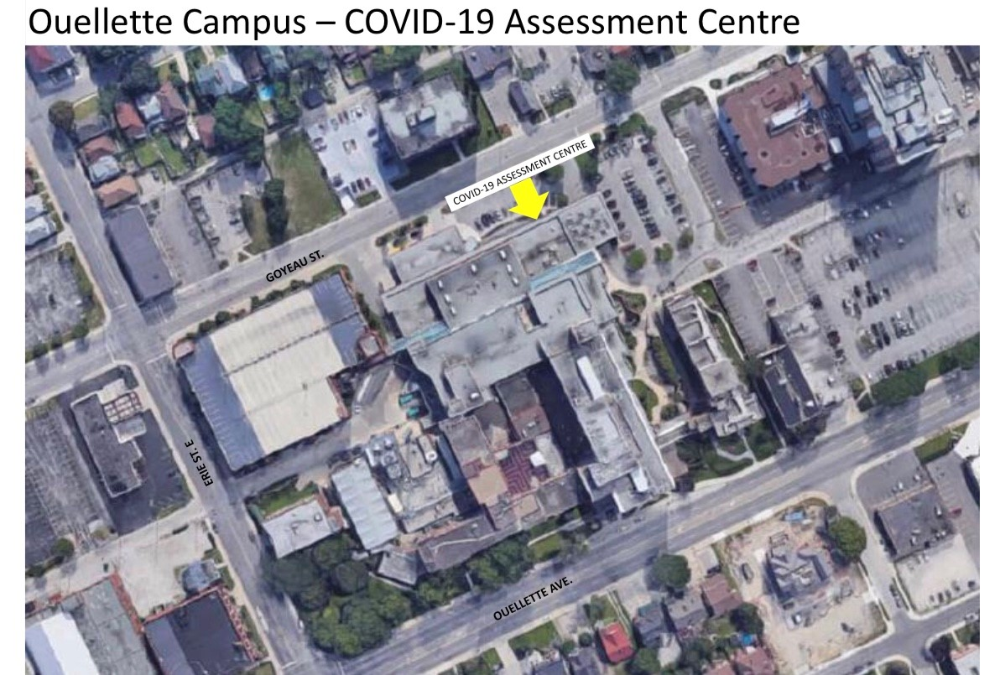 Ouellette Campus – COVID-19 Assessment Centre
COVID-19 ASSESSMENT CENTRE
GOYEAU ST.
ERIE ST. E
OUELLETTE AVE.